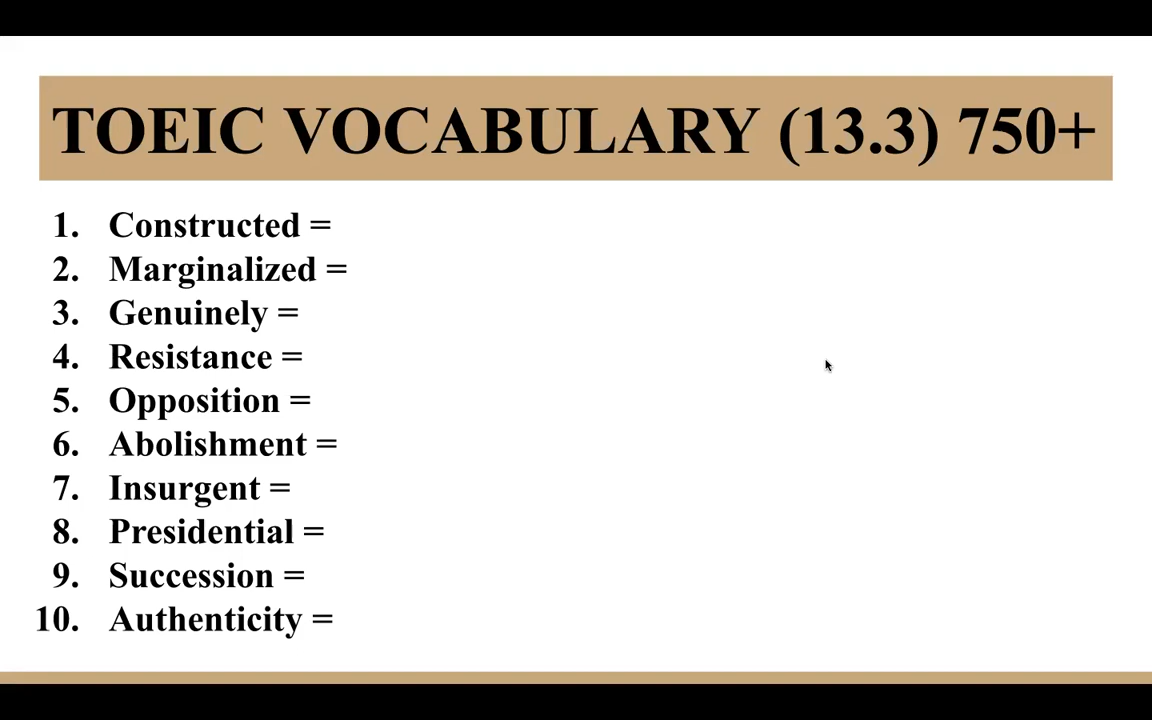 TOEIC VOCABULARY (13.3) 750+
1. Constructed =
2. Marginalized =
3. Genuinely =
4. Resistance =
5. Opposition =
6. Abolishment =
7. Insurgent =
8. Presidential =
9. Succession =
10. Authenticity =